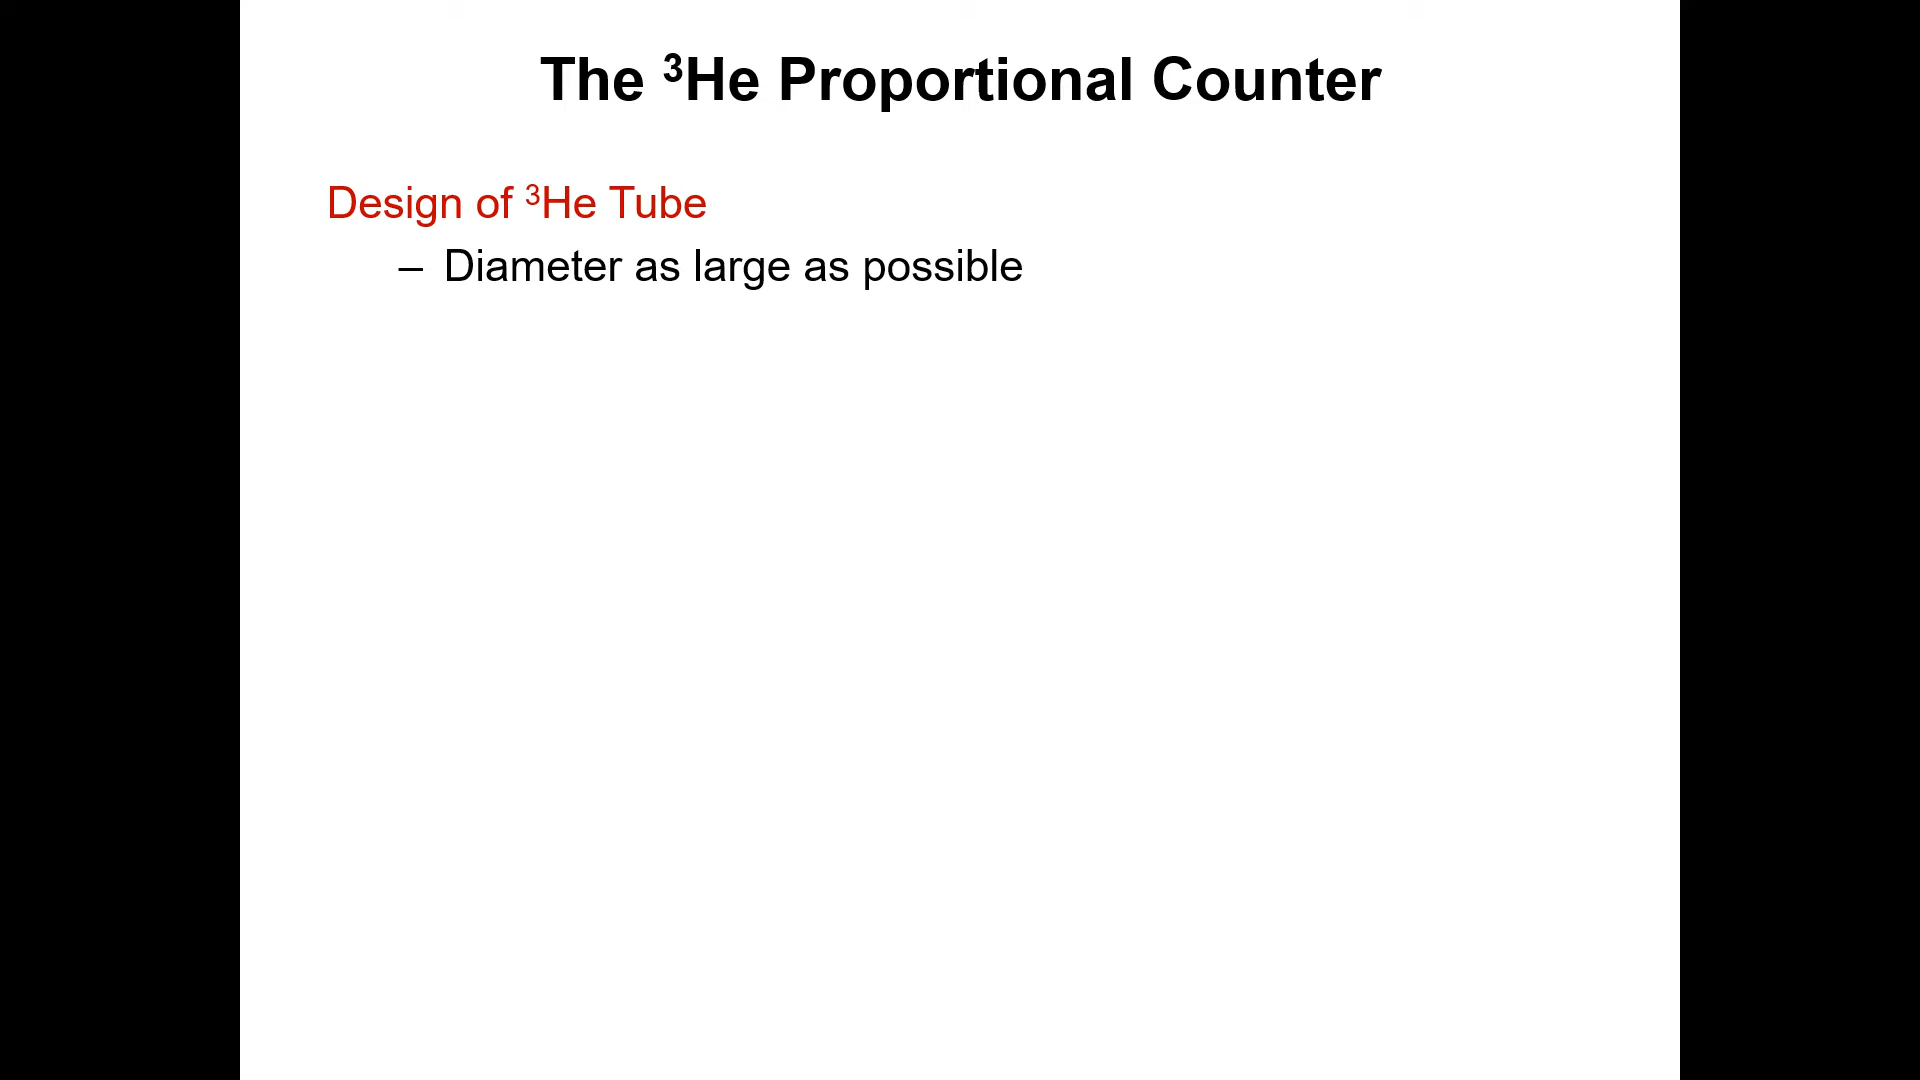 The ³He Proportional Counter
Design of ³He Tube
– Diameter as large as possible